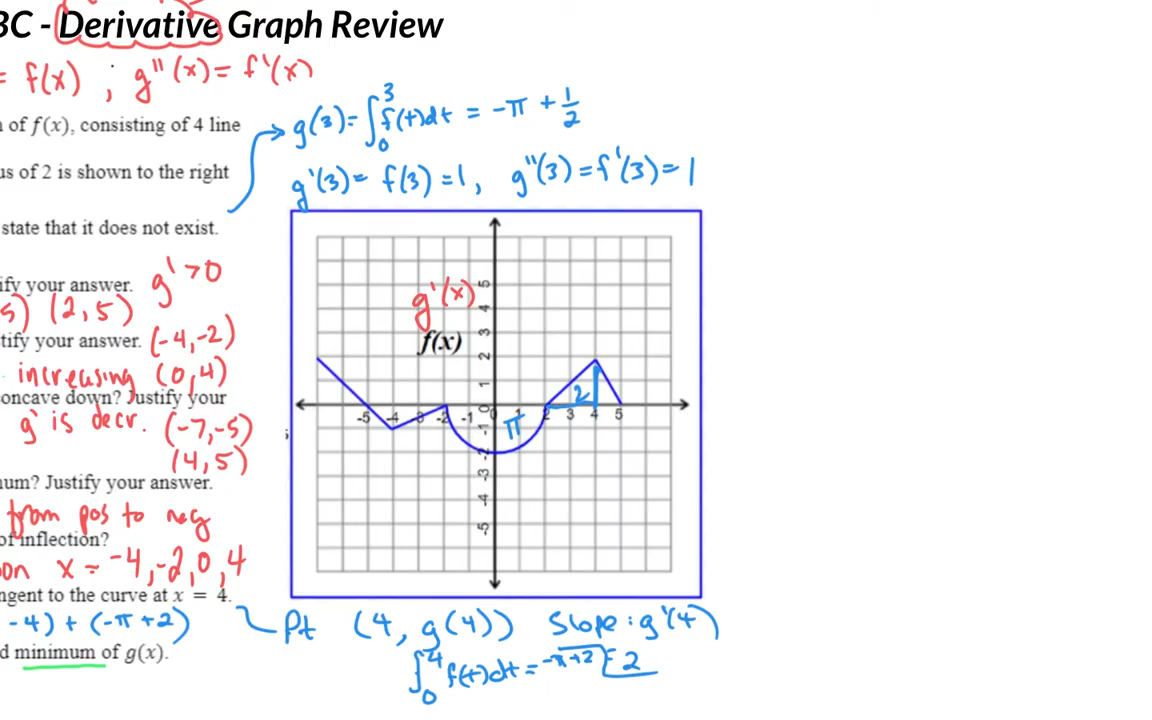 BC - Derivative Graph Review
= f(x) ; g''(x) = f'(x)
g(3) = ∫₀³ f(t)dt = -π + 1/2
of f(x), consisting of 4 line
us of 2 is shown to the right
g'(3) = f(3) = 1, g''(3) = f'(3) = 1
state that it does not exist.
ify your answer. g' > 0
5) (2,5)
tify your answer. (-4,-2)
increasing (0,4)
oncave down? Justify your
g' is decr. (-7,-5)
(4,5)
num? Justify your answer.
from pos to neg
of inflection?
on x = -4, -2, 0, 4
ngent to the curve at x = 4.
-4) + (-π+2)
d minimum of g(x).
g'(x)
f(x)
5
4
3
2
1
0
-5 -4 -3 -2 -1 0 1 2 3 4 5
-1
-2
-3
-4
-5
π
2
Pt (4, g(4)) Slope: g'(4)
∫₀⁴ f(t)dt = -π+2 = 2